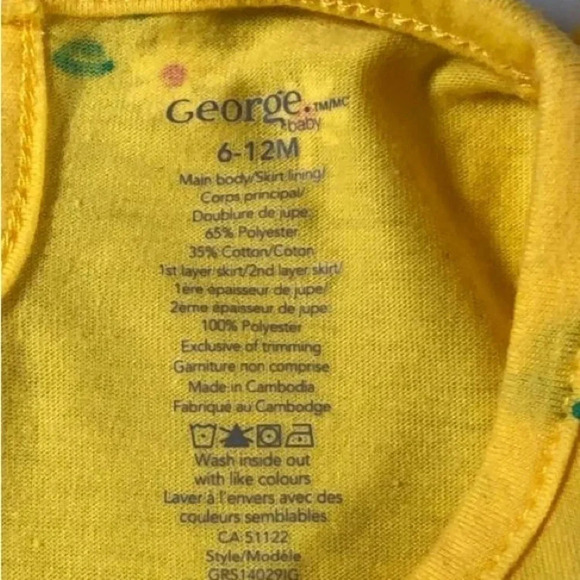 George. TM/MC
baby
6-12M
Main body/Skirt lining/
Corps principal/
Doublure de jupe:
65% Polyester
35% Cotton/Coton
1st layer skirt/2nd layer skirt/
1ère épaisseur de jupe/
2ème épaisseur de jupe:
100% Polyester
Exclusive of trimming
Garniture non comprise
Made in Cambodia
Fabriqué au Cambodge
Wash inside out
with like colours
Laver à l'envers avec des
couleurs semblables
CA 51122
Style/Modèle
GRS14029IG